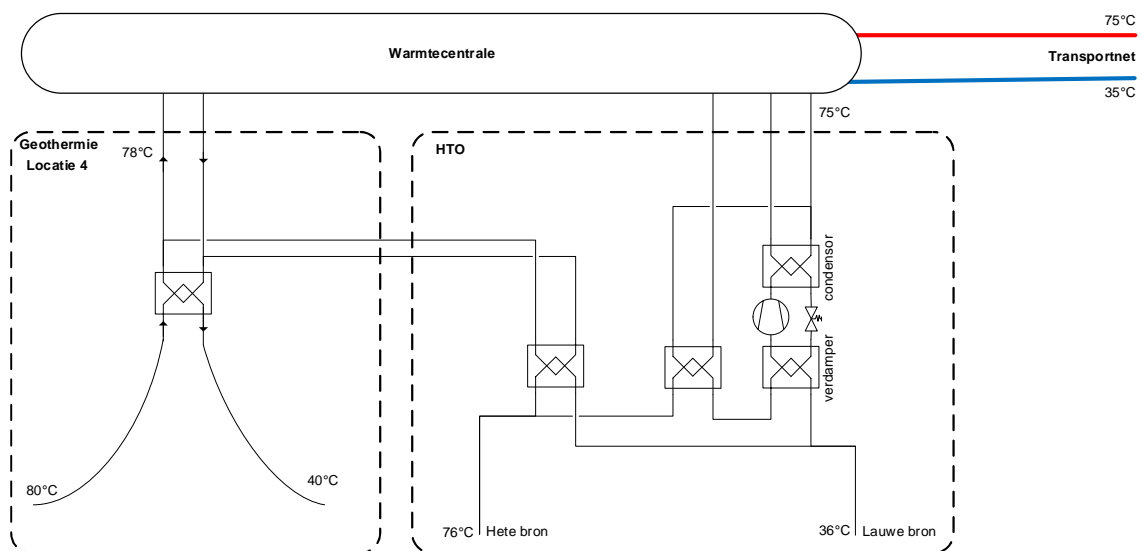 75°C
Warmtecentrale
Transportnet
35°C
75°C
Geothermie
Locatie 4
78°C
HTO
condensor
verdamper
80°C
40°C
76°C Hete bron
36°C Lauwe bron